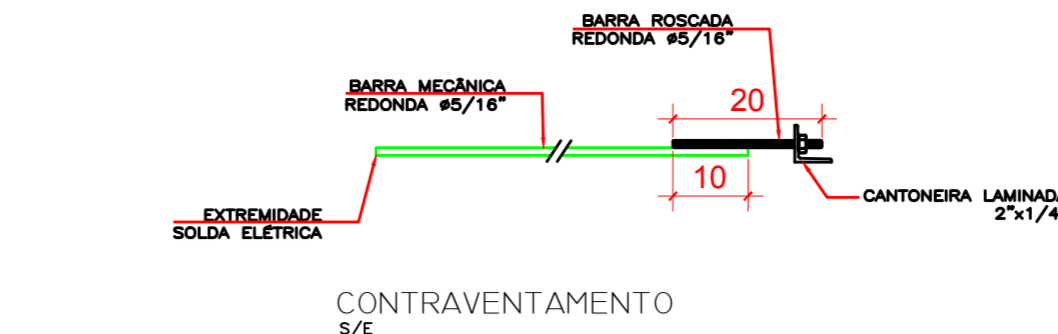 BARRA ROSCADA
REDONDA ø5/16"
BARRA MECÂNICA
REDONDA ø5/16"
20
10
CANTONEIRA LAMINADA
2"x1/4
EXTREMIDADE
SOLDA ELÉTRICA
CONTRAVENTAMENTO
S/E